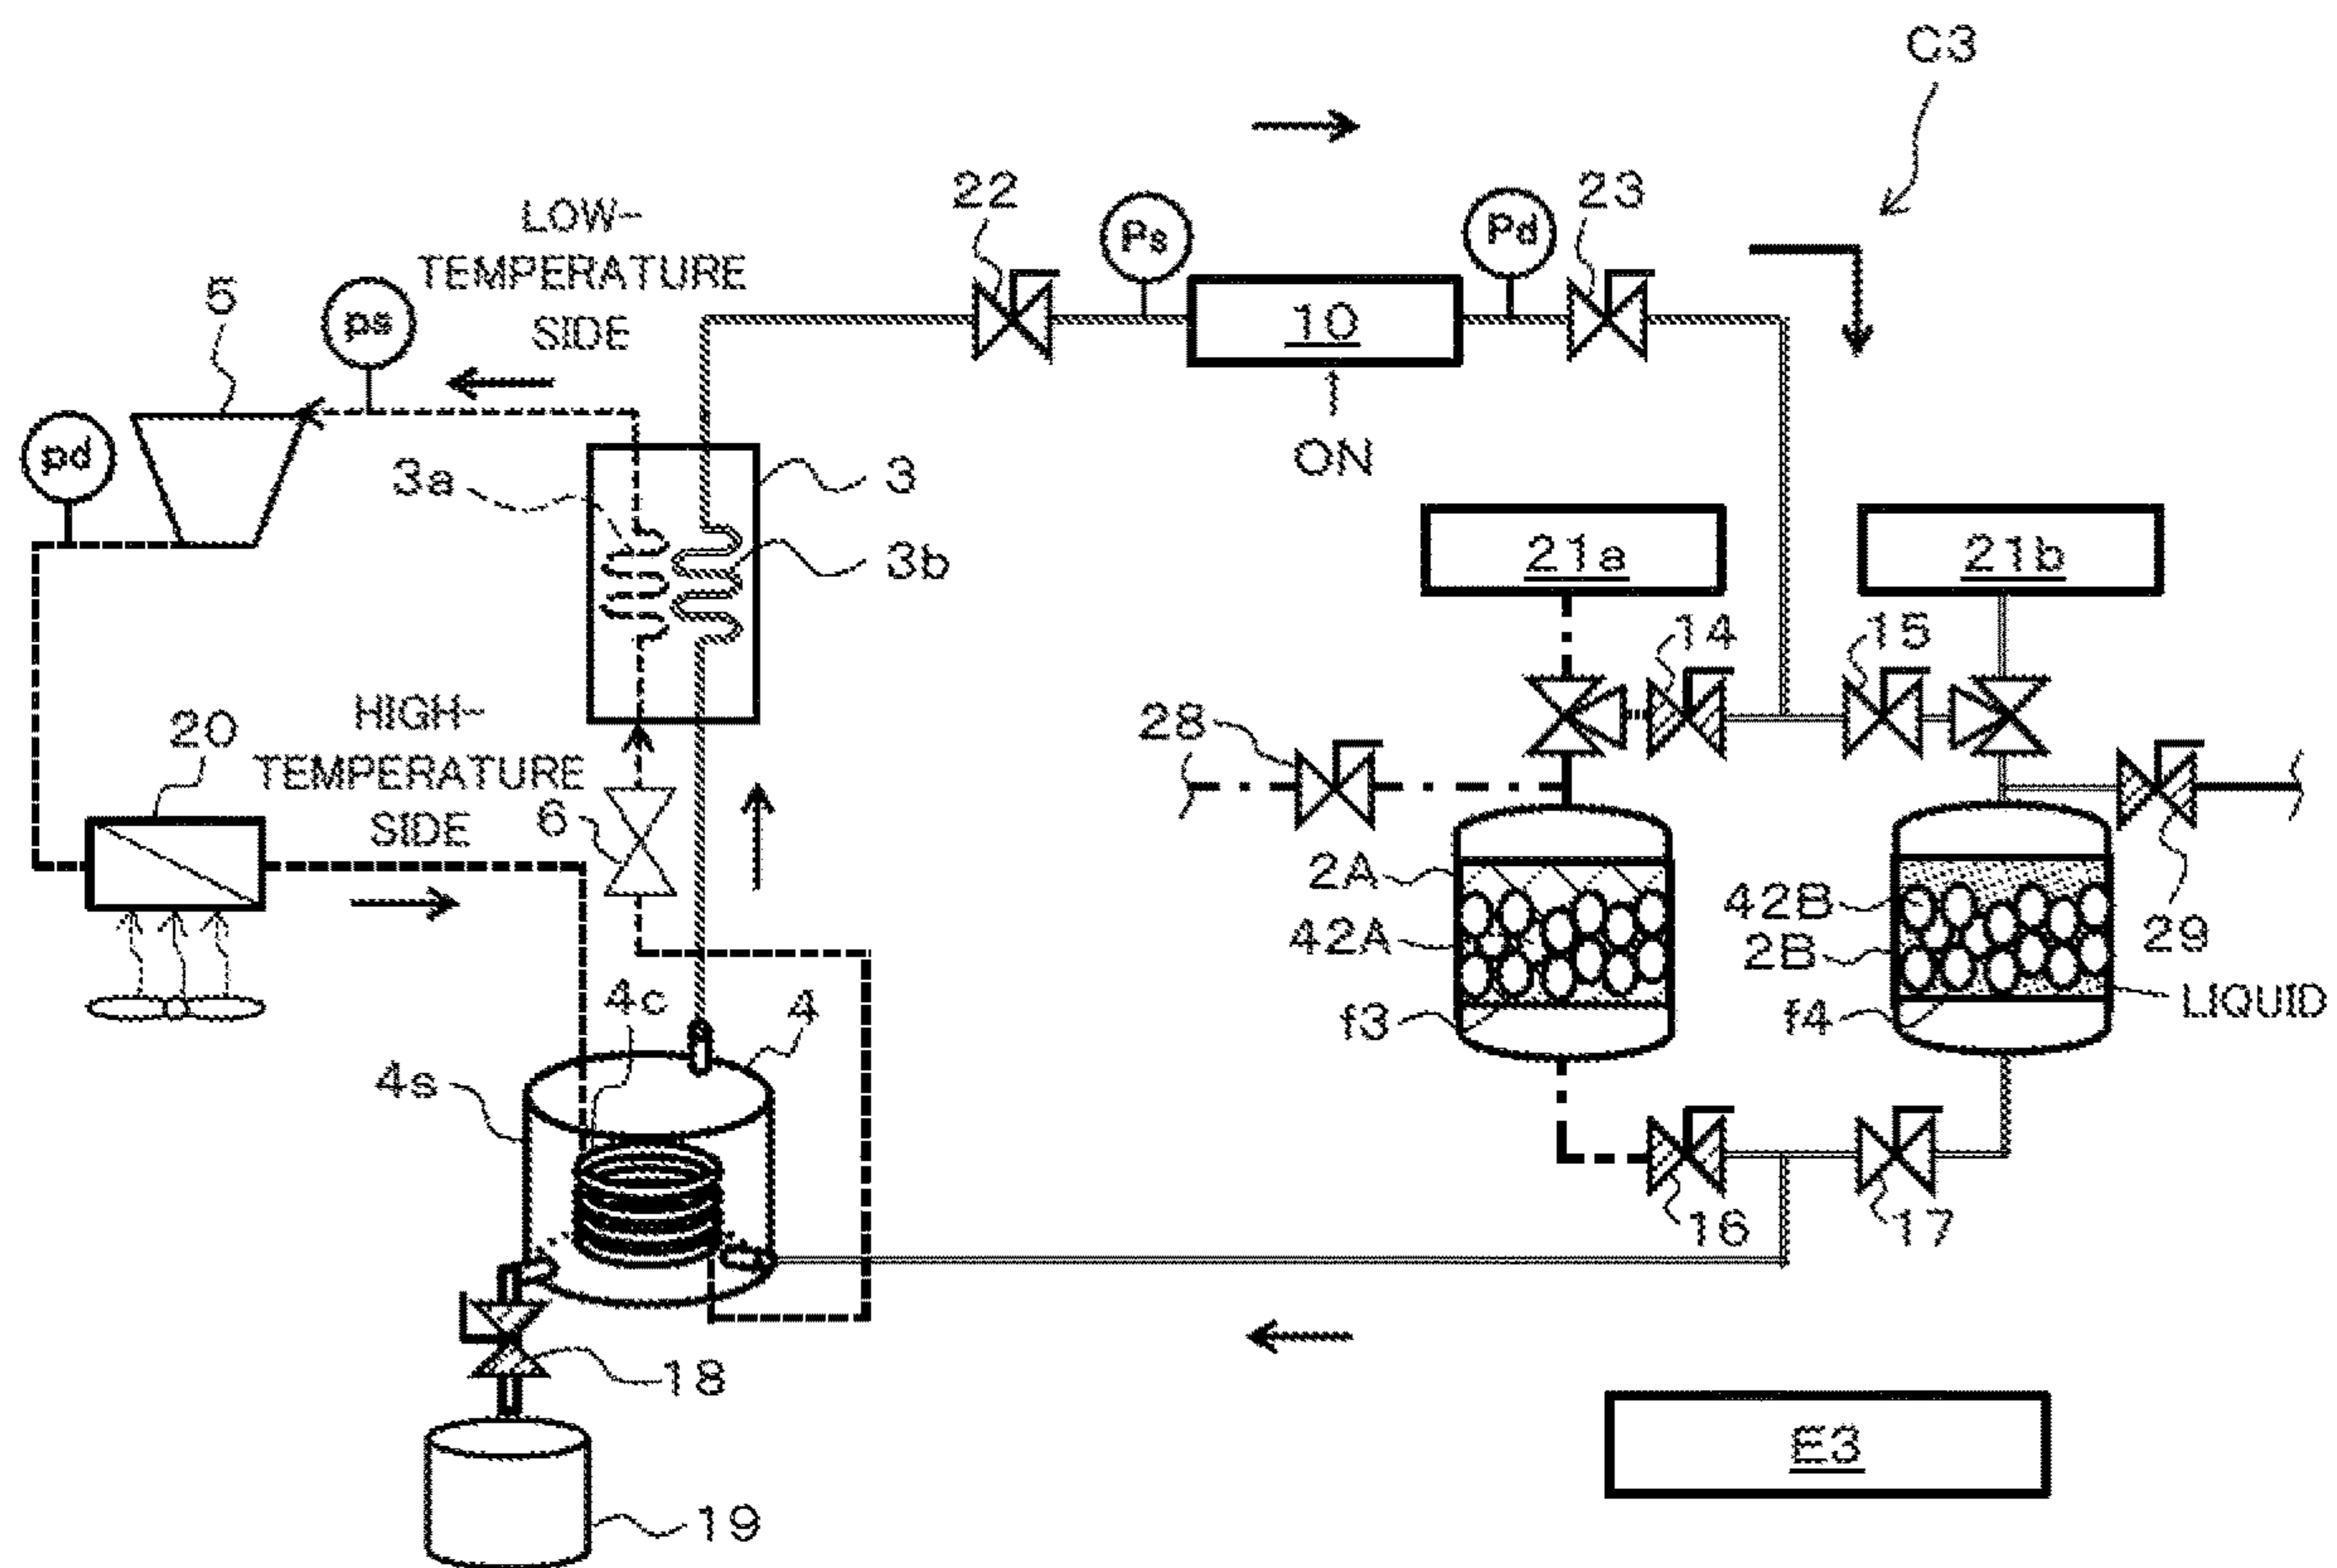 C3
22
Ps
Pd
23
LOW-
TEMPERATURE
SIDE
5
ps
10
ON
pd
3a
3
3b
21a
21b
14
15
28
20
HIGH-
TEMPERATURE
SIDE
6
2A
42A
42B
2B
29
LIQUID
f3
f4
4c
4
4s
16
17
18
E3
19